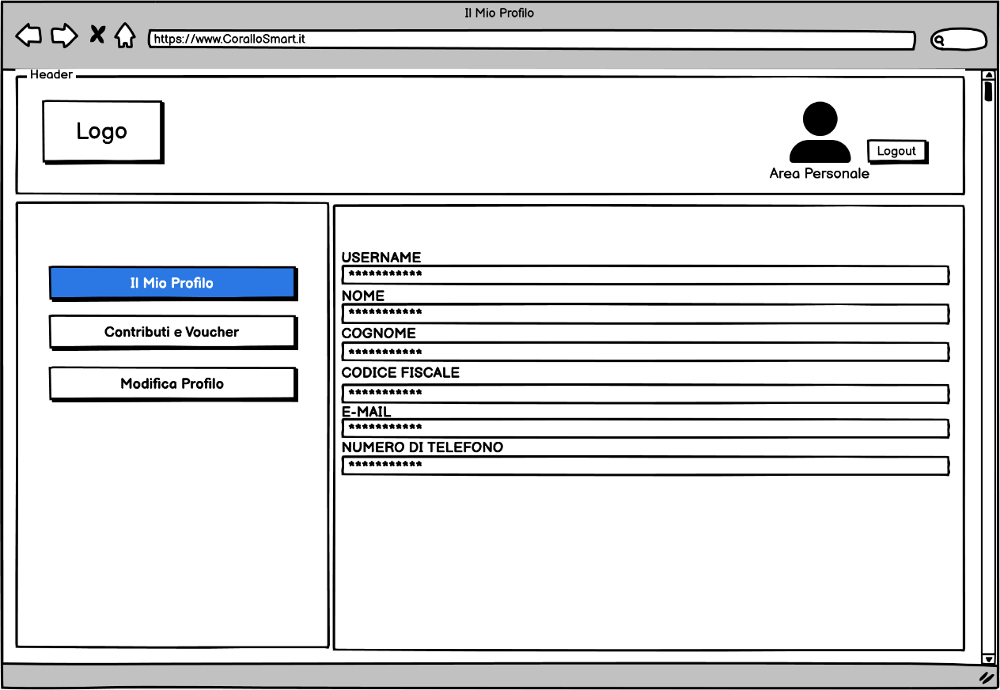 Il Mio Profilo
https://www.CoralloSmart.it
Header
Logo
Logout
Area Personale
Il Mio Profilo
Contributi e Voucher
Modifica Profilo
USERNAME
***********
NOME
***********
COGNOME
***********
CODICE FISCALE
***********
E-MAIL
***********
NUMERO DI TELEFONO
***********